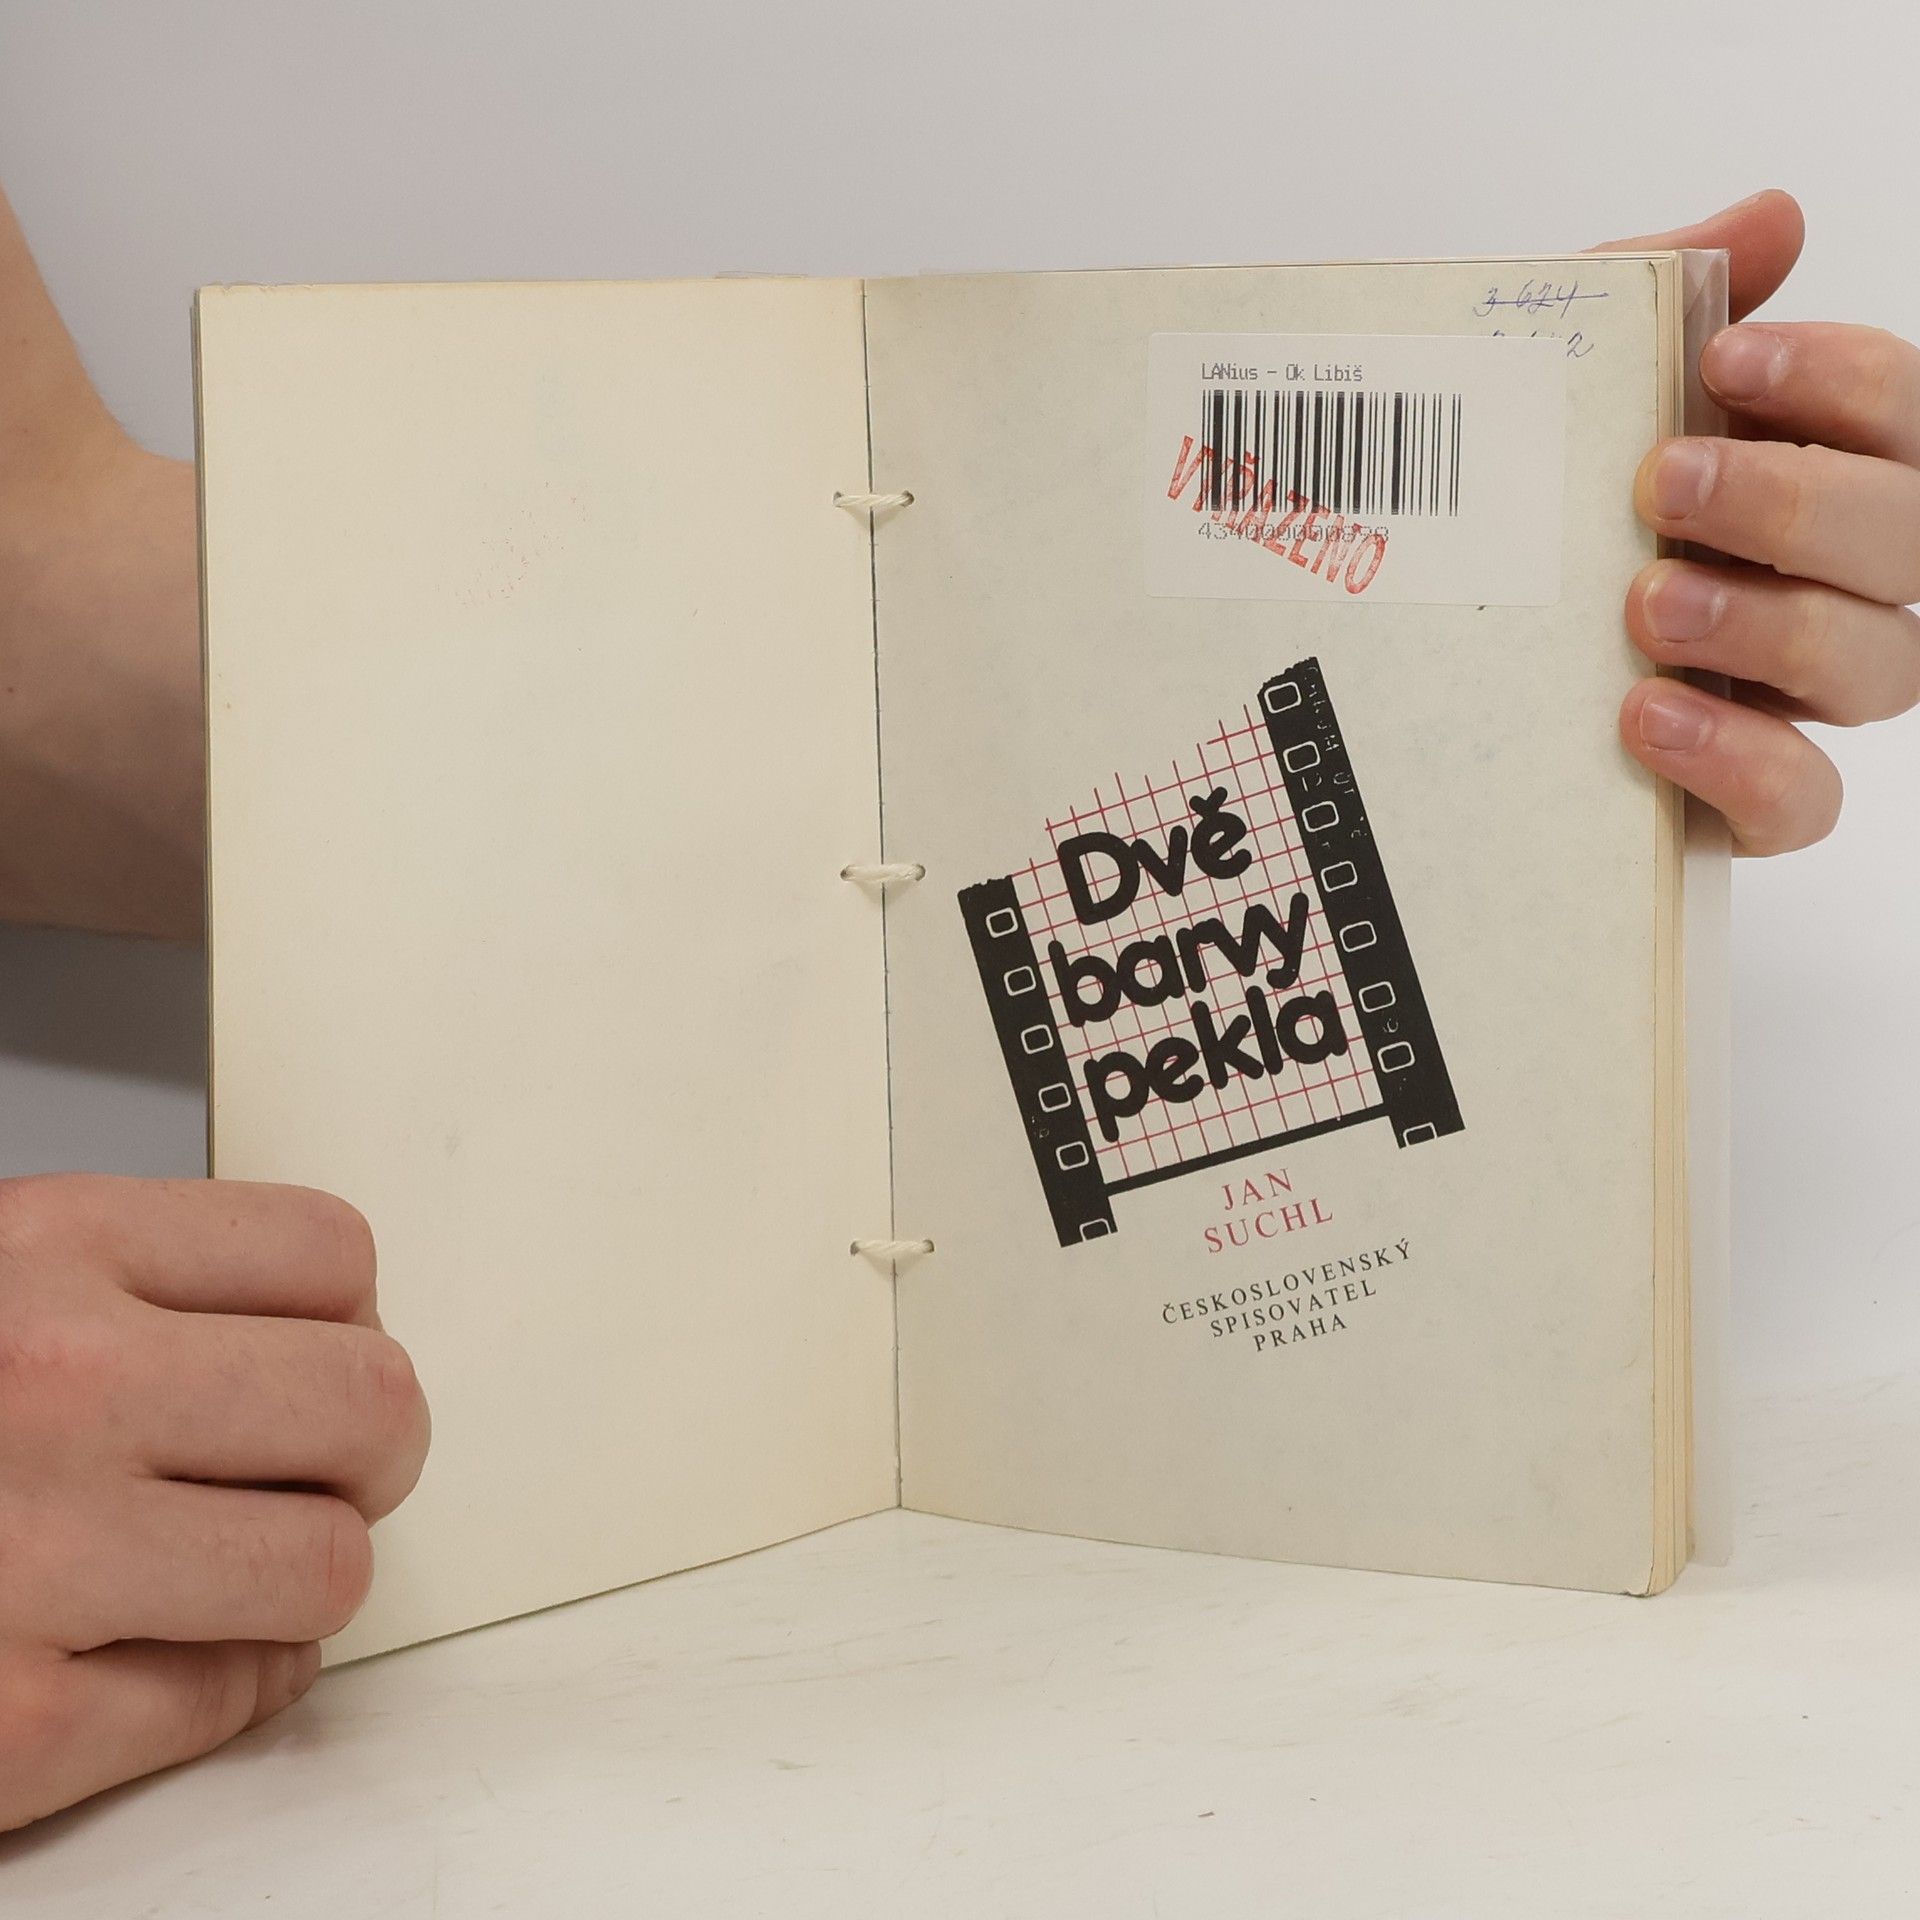 3 624
LANius - Ok Libiš
VYŘAZENO
Dvě
barvy
pekla
JAN
SUCHL
ČESKOSLOVENSKÝ
SPISOVATEL
PRAHA